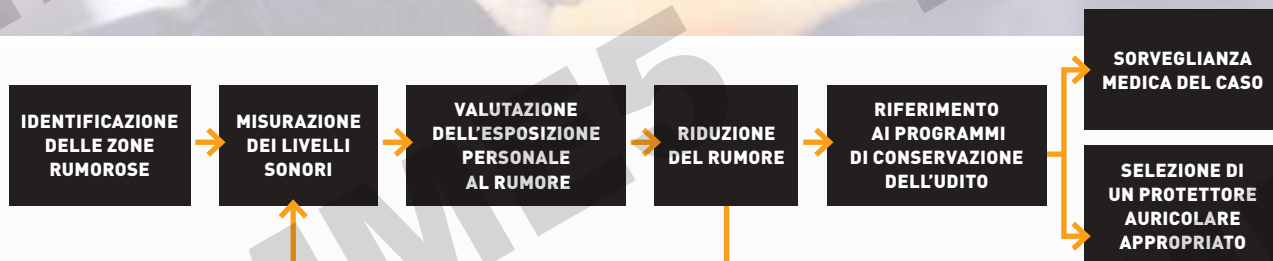 IDENTIFICAZIONE
DELLE ZONE
RUMOROSE
MISURAZIONE
DEI LIVELLI
SONORI
VALUTAZIONE
DELL'ESPOSIZIONE
PERSONALE
AL RUMORE
RIDUZIONE
DEL RUMORE
RIFERIMENTO
AI PROGRAMMI
DI CONSERVAZIONE
DELL'UDITO
SORVEGLIANZA
MEDICA DEL CASO
SELEZIONE DI
UN PROTETTORE
AURICOLARE
APPROPRIATO